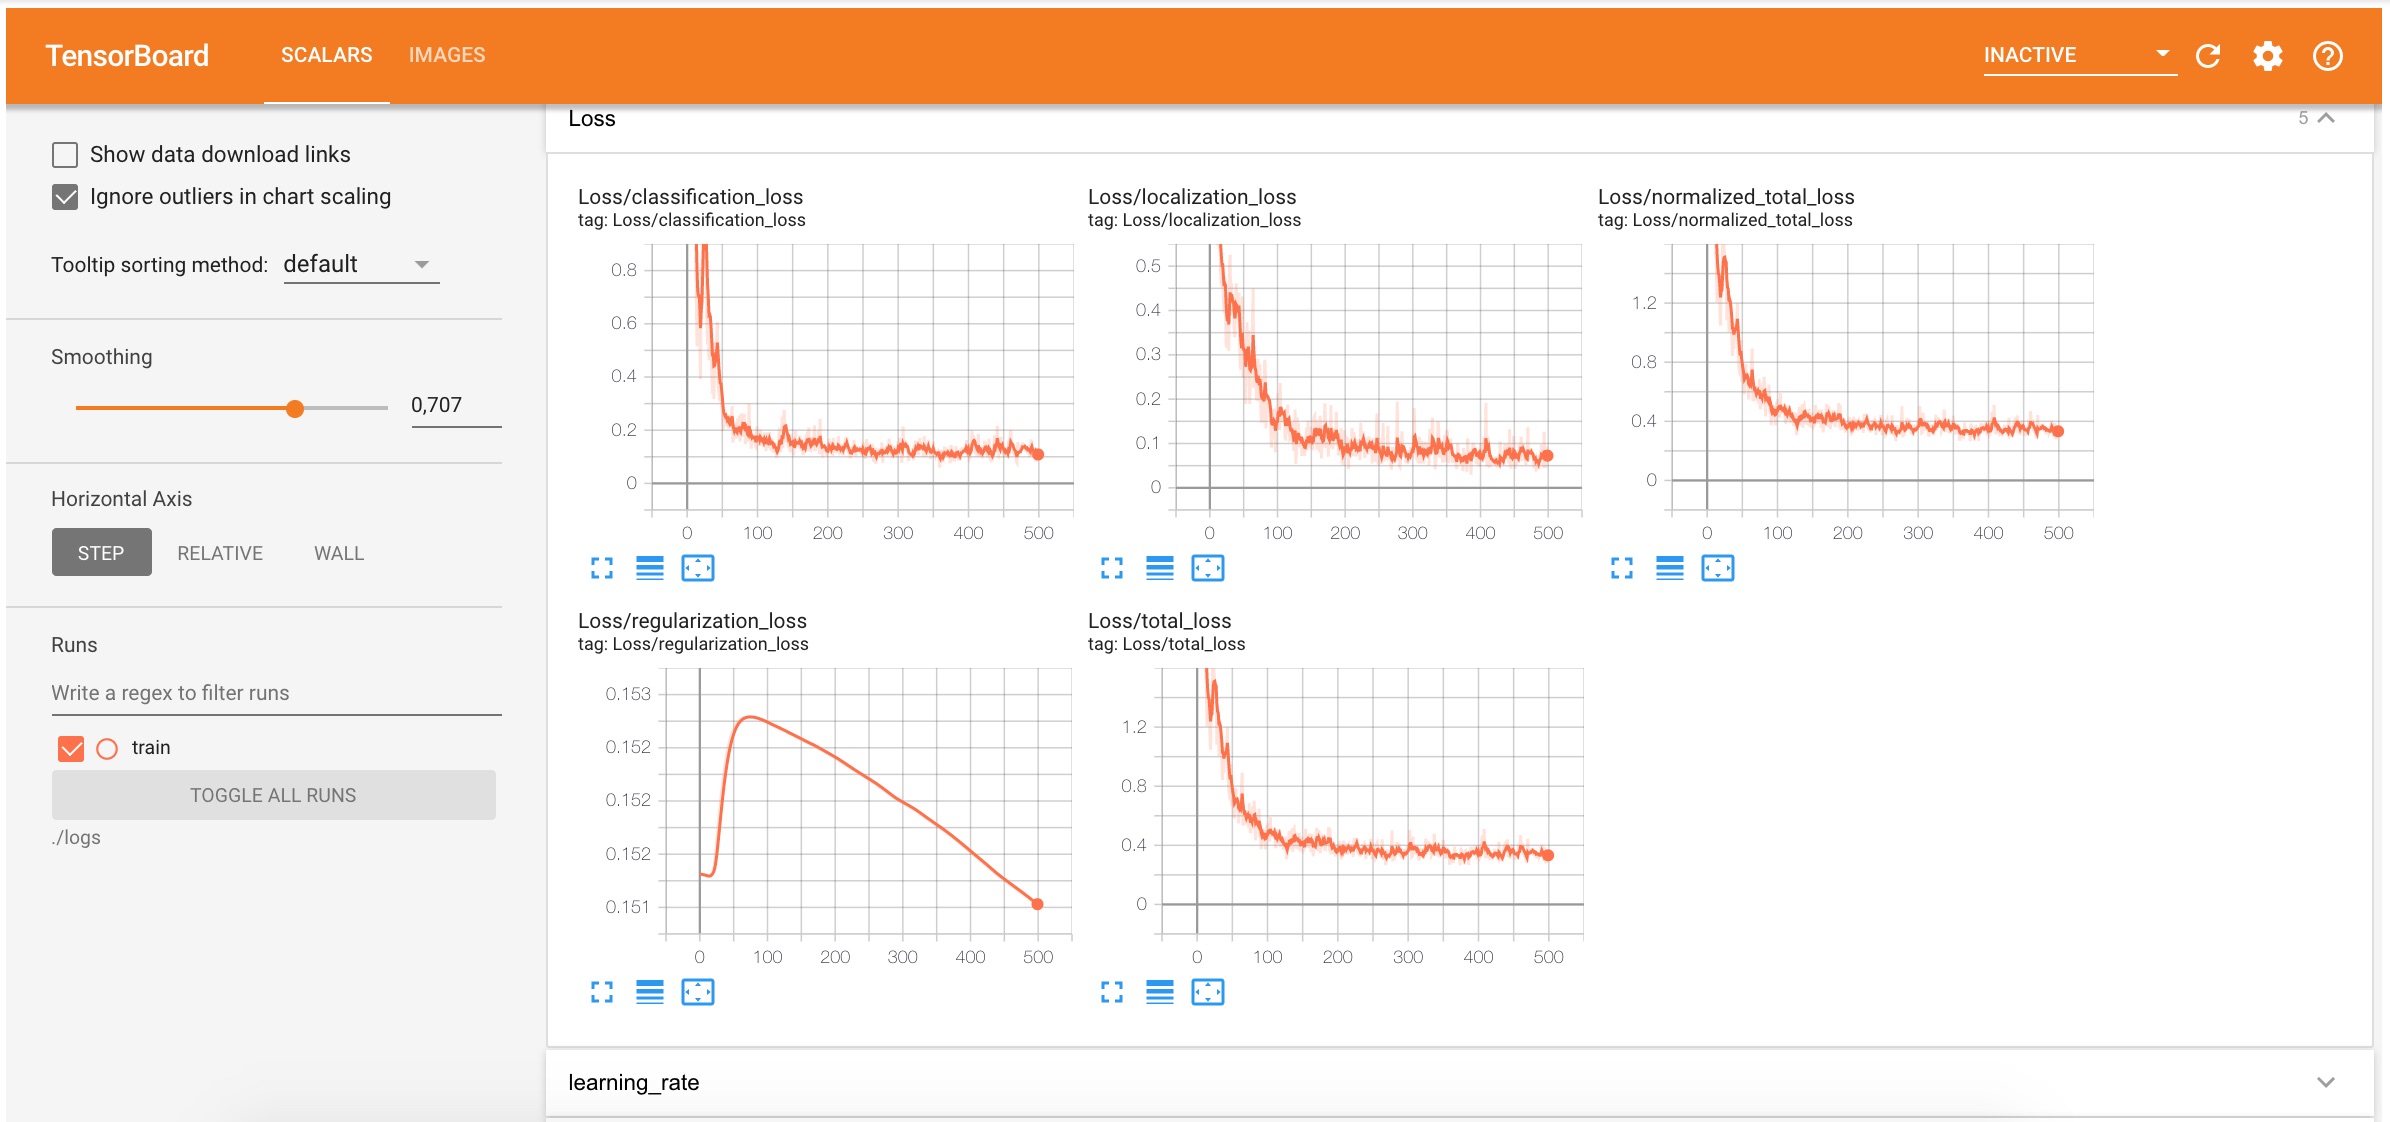 TensorBoard SCALARS IMAGES INACTIVE
Show data download links
Ignore outliers in chart scaling
Tooltip sorting method: default
Smoothing
0,707
Horizontal Axis
STEP RELATIVE WALL
Runs
Write a regex to filter runs
train
TOGGLE ALL RUNS
./logs
Loss 5
Loss/classification_loss
tag: Loss/classification_loss
0.8
0.6
0.4
0.2
0
0 100 200 300 400 500
Loss/localization_loss
tag: Loss/localization_loss
0.5
0.4
0.3
0.2
0.1
0
0 100 200 300 400 500
Loss/normalized_total_loss
tag: Loss/normalized_total_loss
1.2
0.8
0.4
0
0 100 200 300 400 500
Loss/regularization_loss
tag: Loss/regularization_loss
0.153
0.152
0.152
0.152
0.151
0 100 200 300 400 500
Loss/total_loss
tag: Loss/total_loss
1.2
0.8
0.4
0
0 100 200 300 400 500
learning_rate